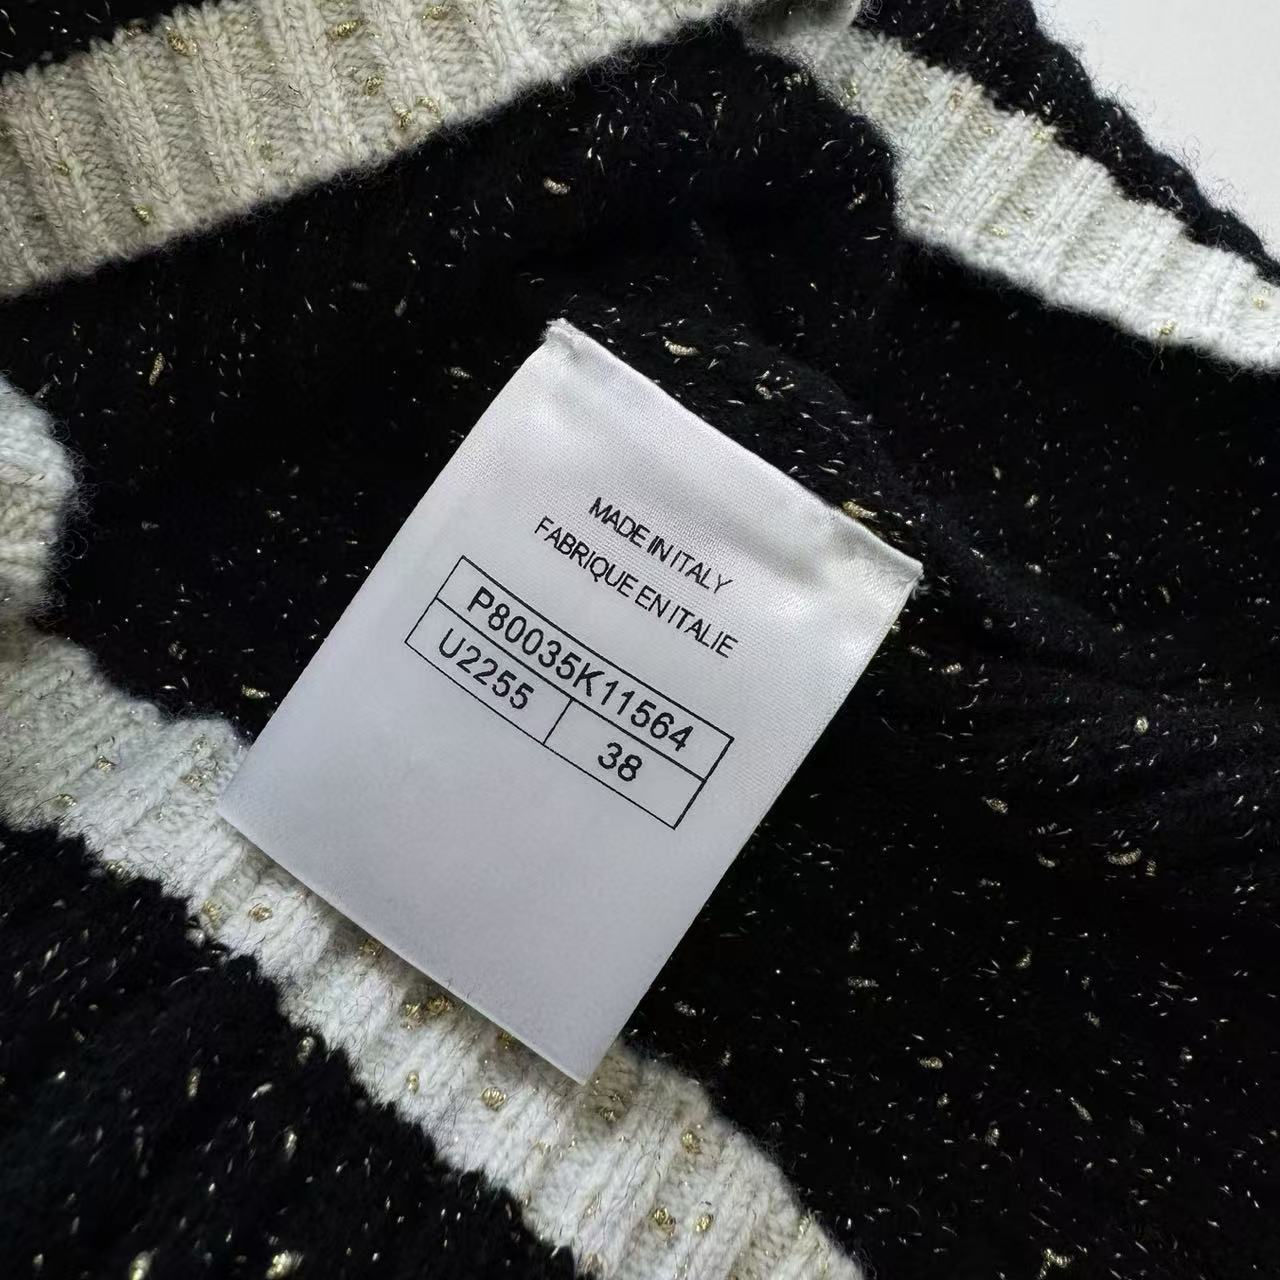 MADE IN ITALY
FABRIQUE EN ITALIE
P80035K11564
U2255 38